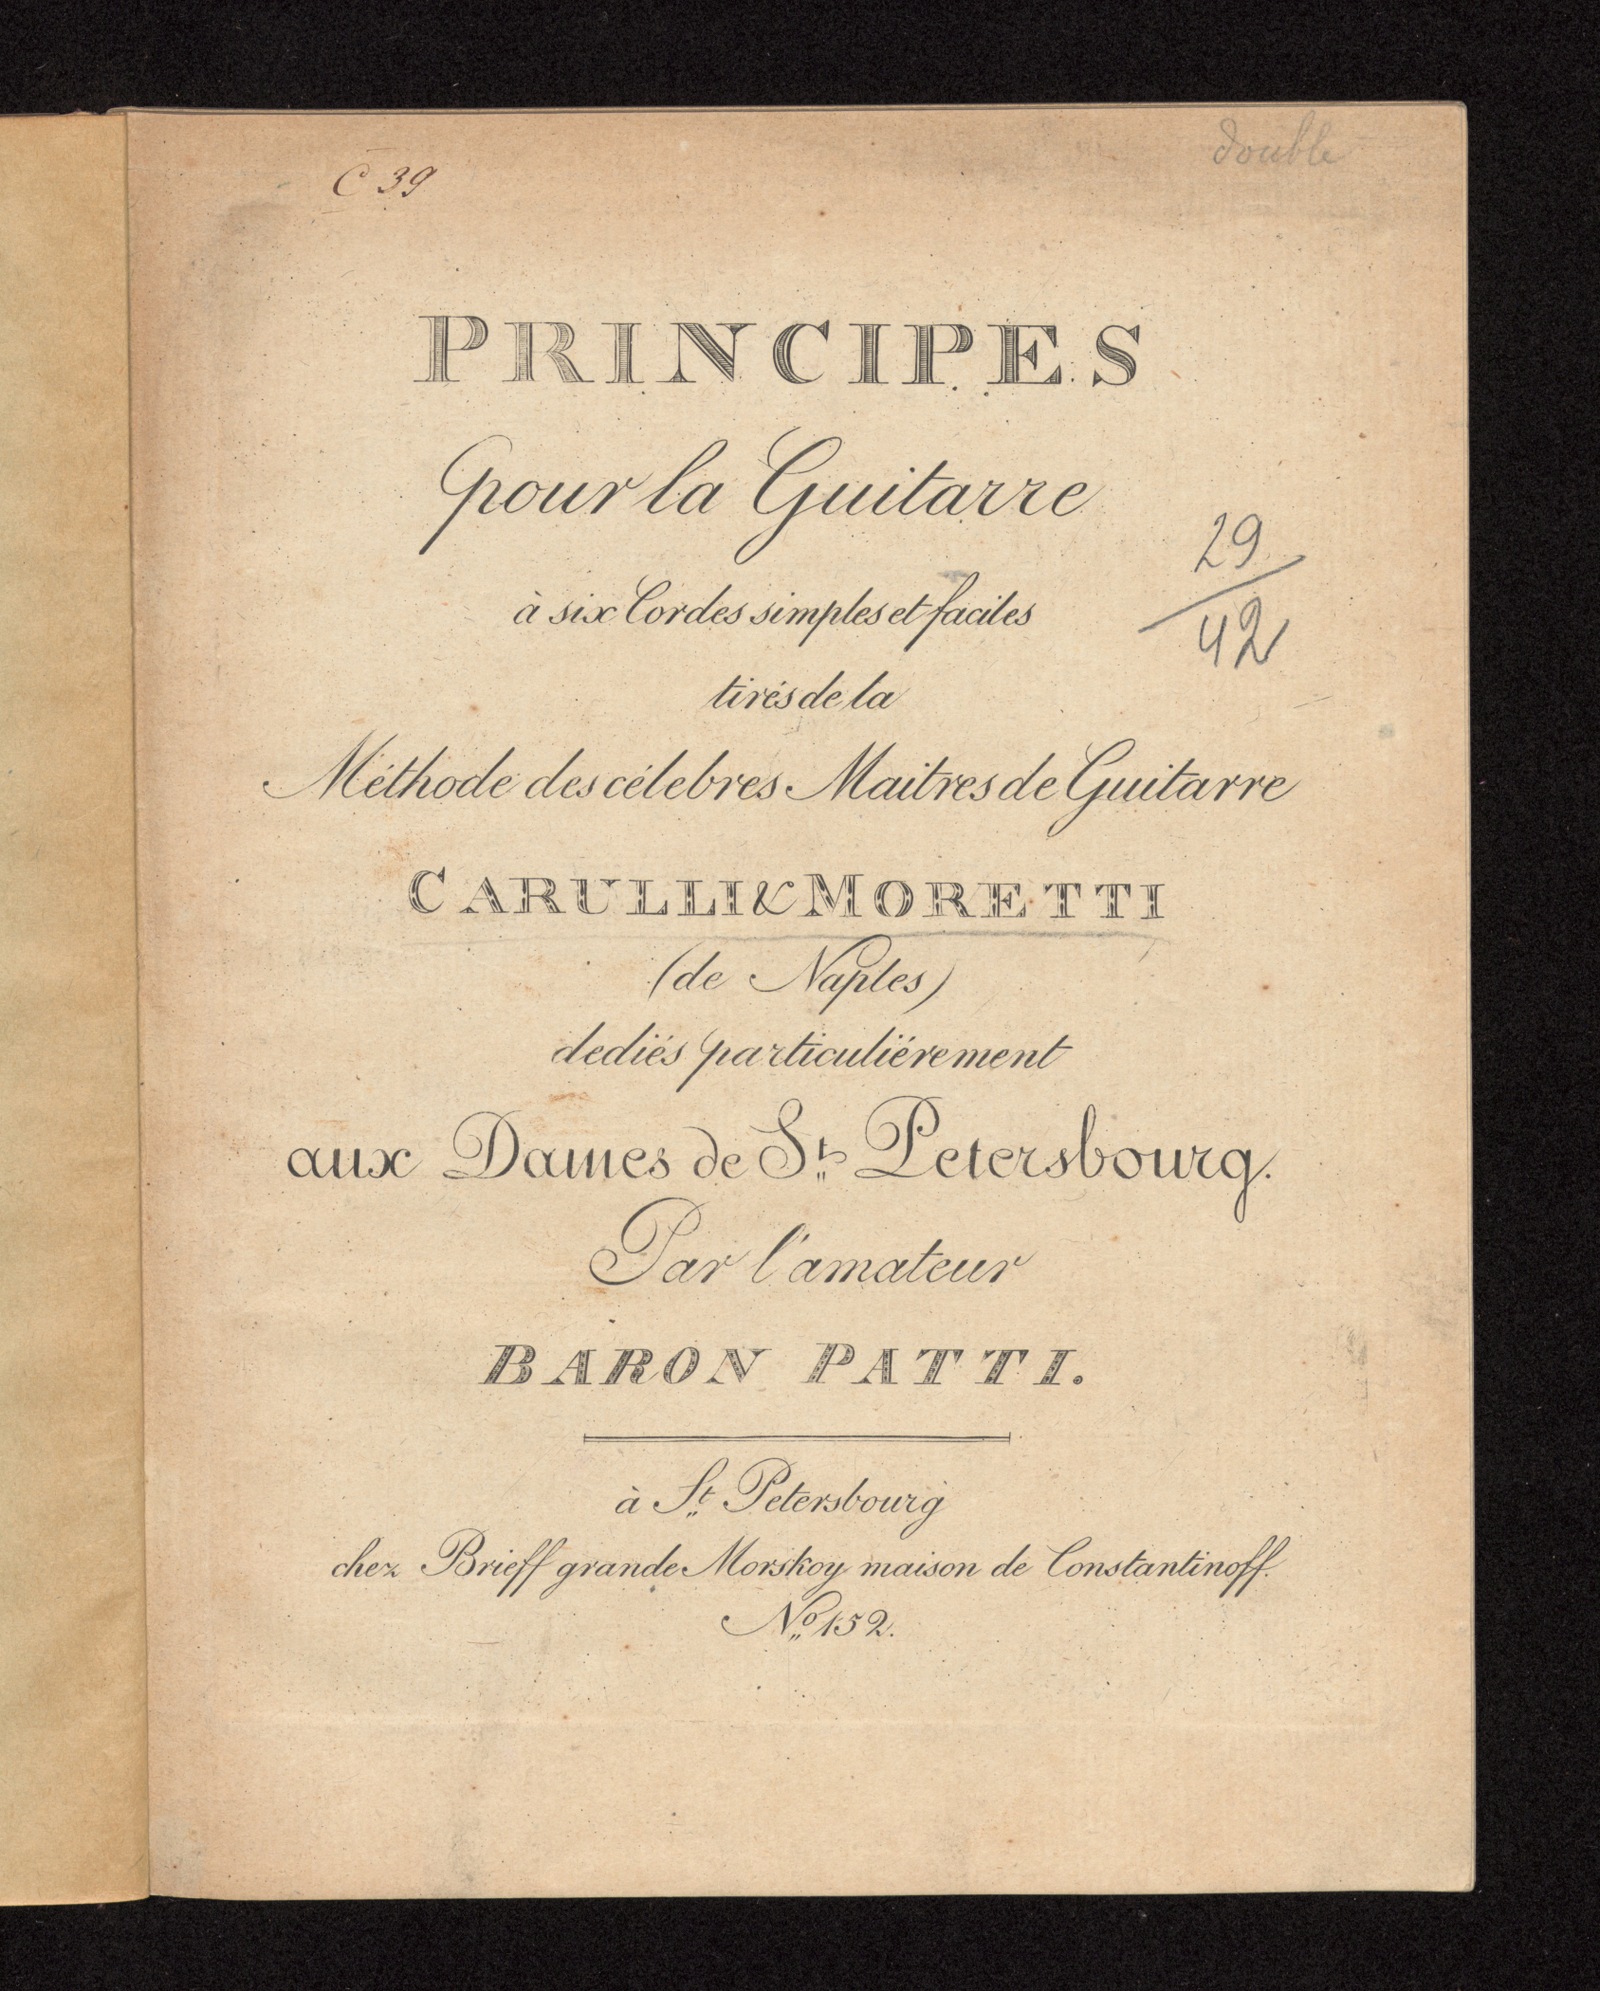 C 39
double
PRINCIPES
pour la Guitarre
29
42
à six Cordes simples et faciles
tirés de la
Méthode des célebres Maitres de Guitarre
CARULLI & MORETTI
(de Naples)
dediés particuliërement
aux Dames de St. Petersbourg.
Par l'amateur
BARON PATTI.
à St. Petersbourg
chez Brieff grande Morskoy maison de Constantinoff.
No. 152.